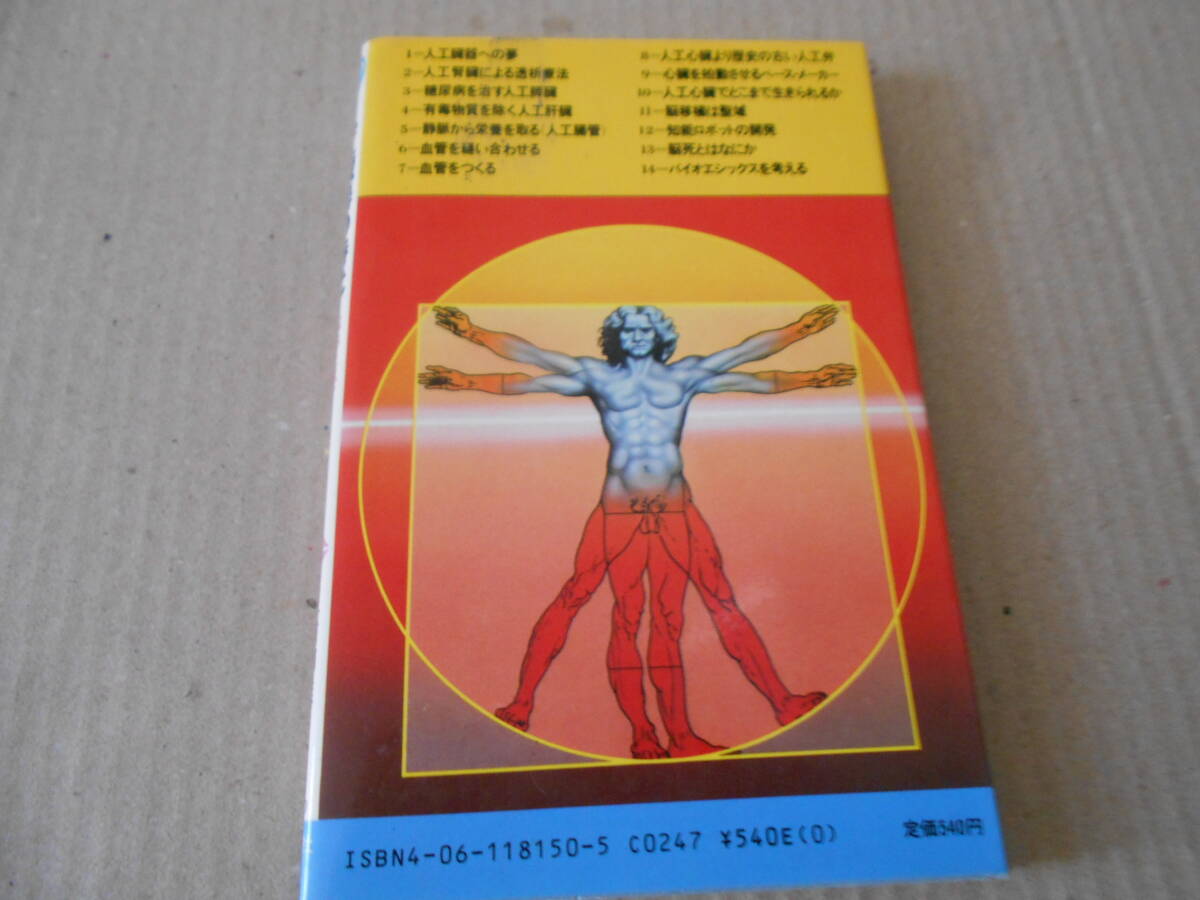 1─人工臓器への夢
2─人工腎臓による透析療法
3─糖尿病を治す人工膵臓
4─有毒物質を除く人工肝臓
5─静脈から栄養を取る（人工腸管）
6─血管を縫い合わせる
7─血管をつくる
8─人工心臓より歴史の古い人工弁
9─心臓を始動させるペースメーカー
10─人工心臓でどこまで生きられるか
11─脳移植は聖域
12─知能ロボットの開発
13─脳死とはなにか
14─バイオエシックスを考える
ISBN4-06-118150-5 C0247 ¥540E(0)
定価540円